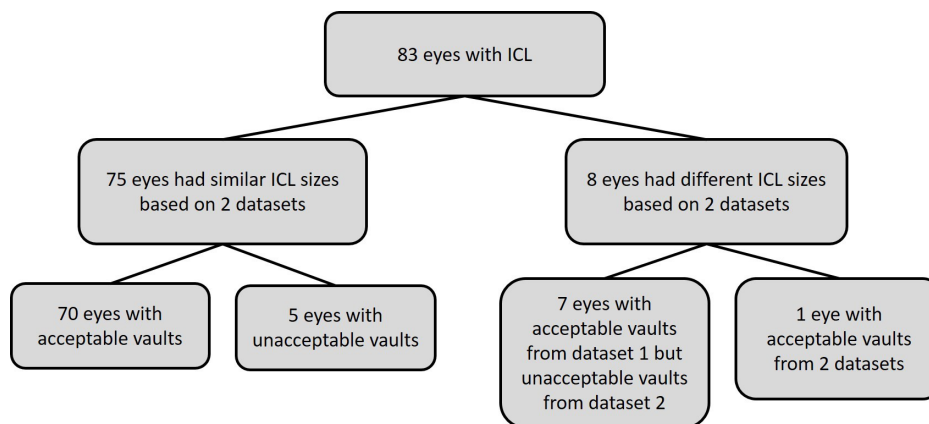 83 eyes with ICL
75 eyes had similar ICL sizes
based on 2 datasets
8 eyes had different ICL sizes
based on 2 datasets
70 eyes with
acceptable vaults
5 eyes with
unacceptable vaults
7 eyes with
acceptable vaults
from dataset 1 but
unacceptable vaults
from dataset 2
1 eye with
acceptable vaults
from 2 datasets